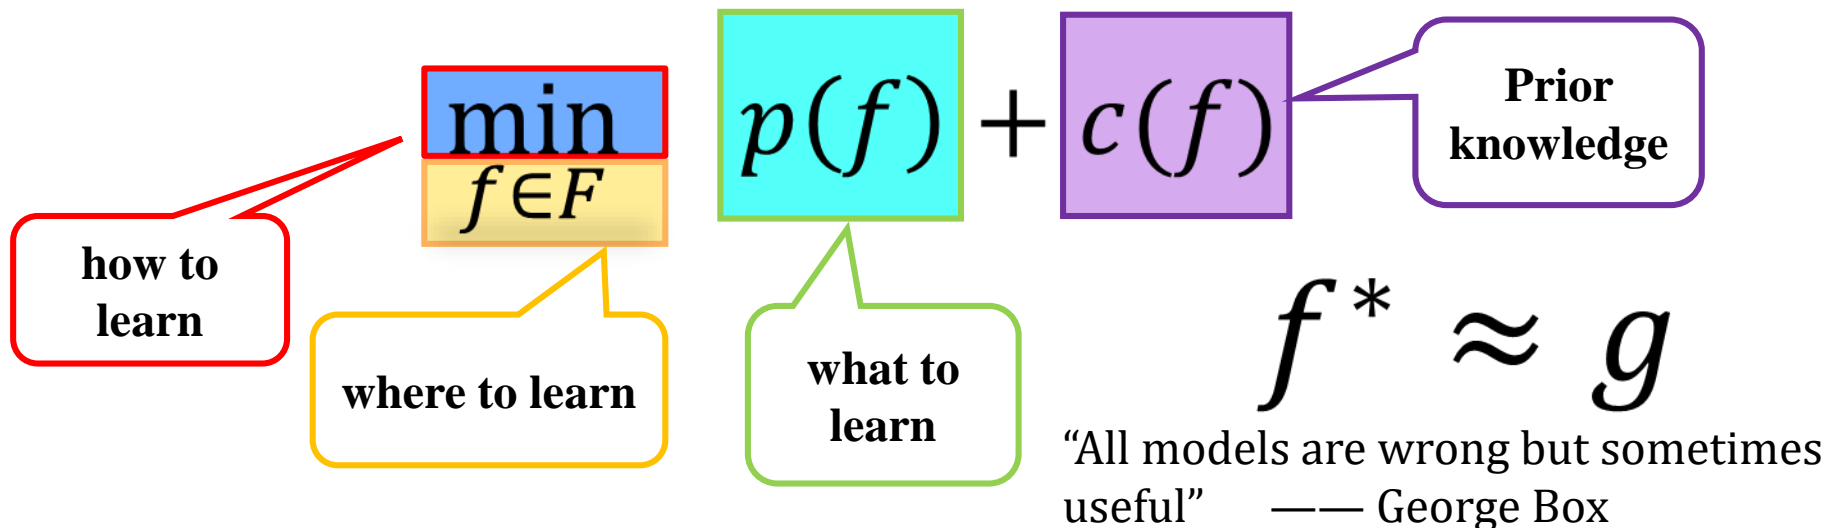 min
f∈F
p(f) + c(f)
Prior
knowledge
how to
learn
where to learn
what to
learn
f* ≈ g
“All models are wrong but sometimes
useful” —— George Box